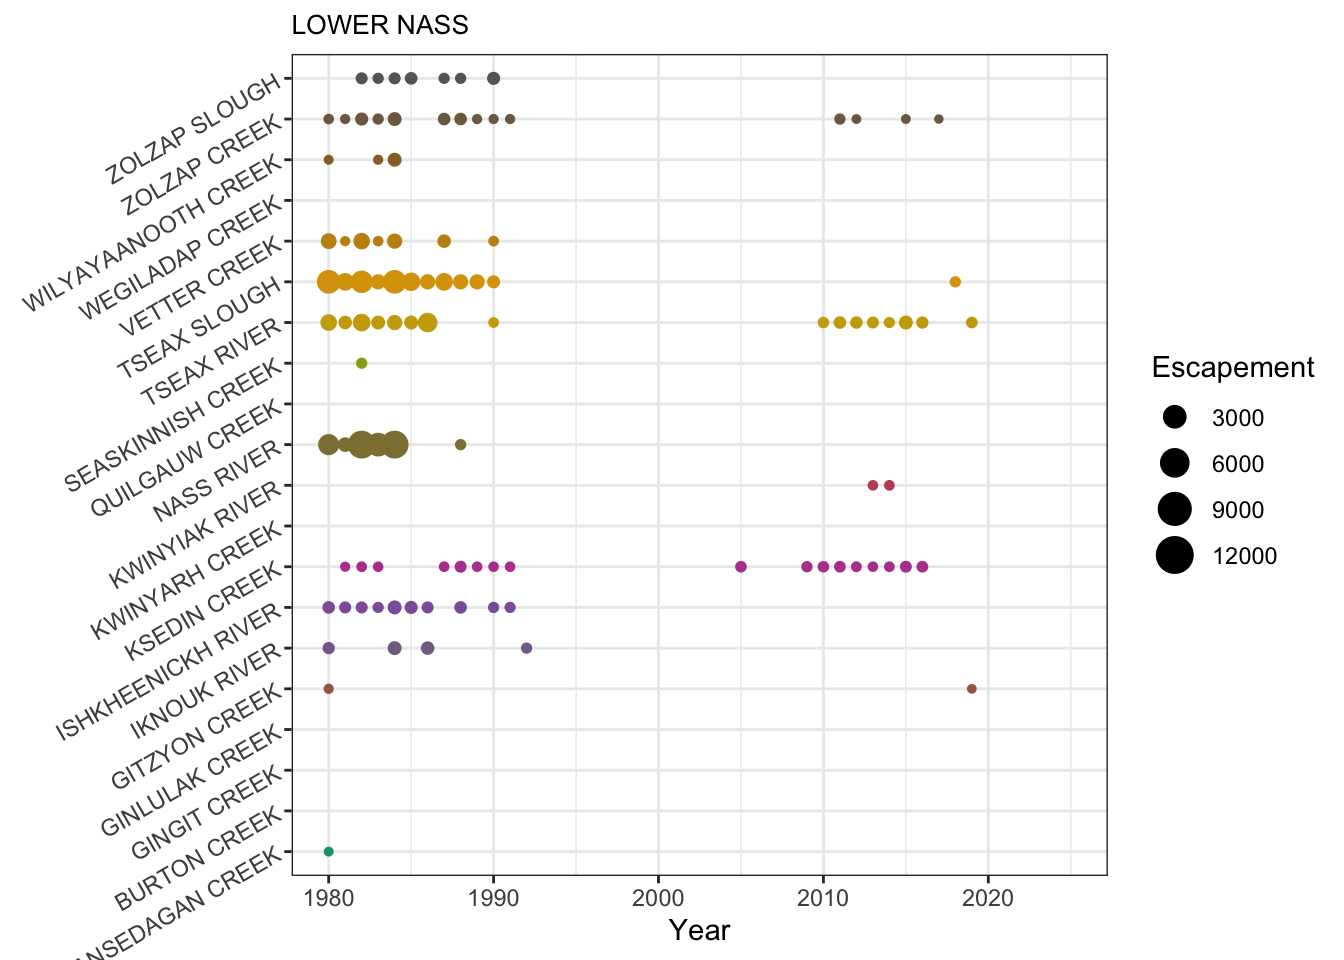 LOWER NASS
ZOLZAP SLOUGH
ZOLZAP CREEK
WILYAYAANOOTH CREEK
WEGILADAP CREEK
VETTER CREEK
TSEAX SLOUGH
TSEAX RIVER
SEASKINNISH CREEK
QUILGAUW CREEK
NASS RIVER
KWINYIAK RIVER
KWINYARH CREEK
KSEDIN CREEK
ISHKHEENICKH RIVER
IKNOUK RIVER
GITZYON CREEK
GINLULAK CREEK
GINGIT CREEK
BURTON CREEK
CREEK
1980 1990 2000 2010 2020
Year
Escapement
3000
6000
9000
12000